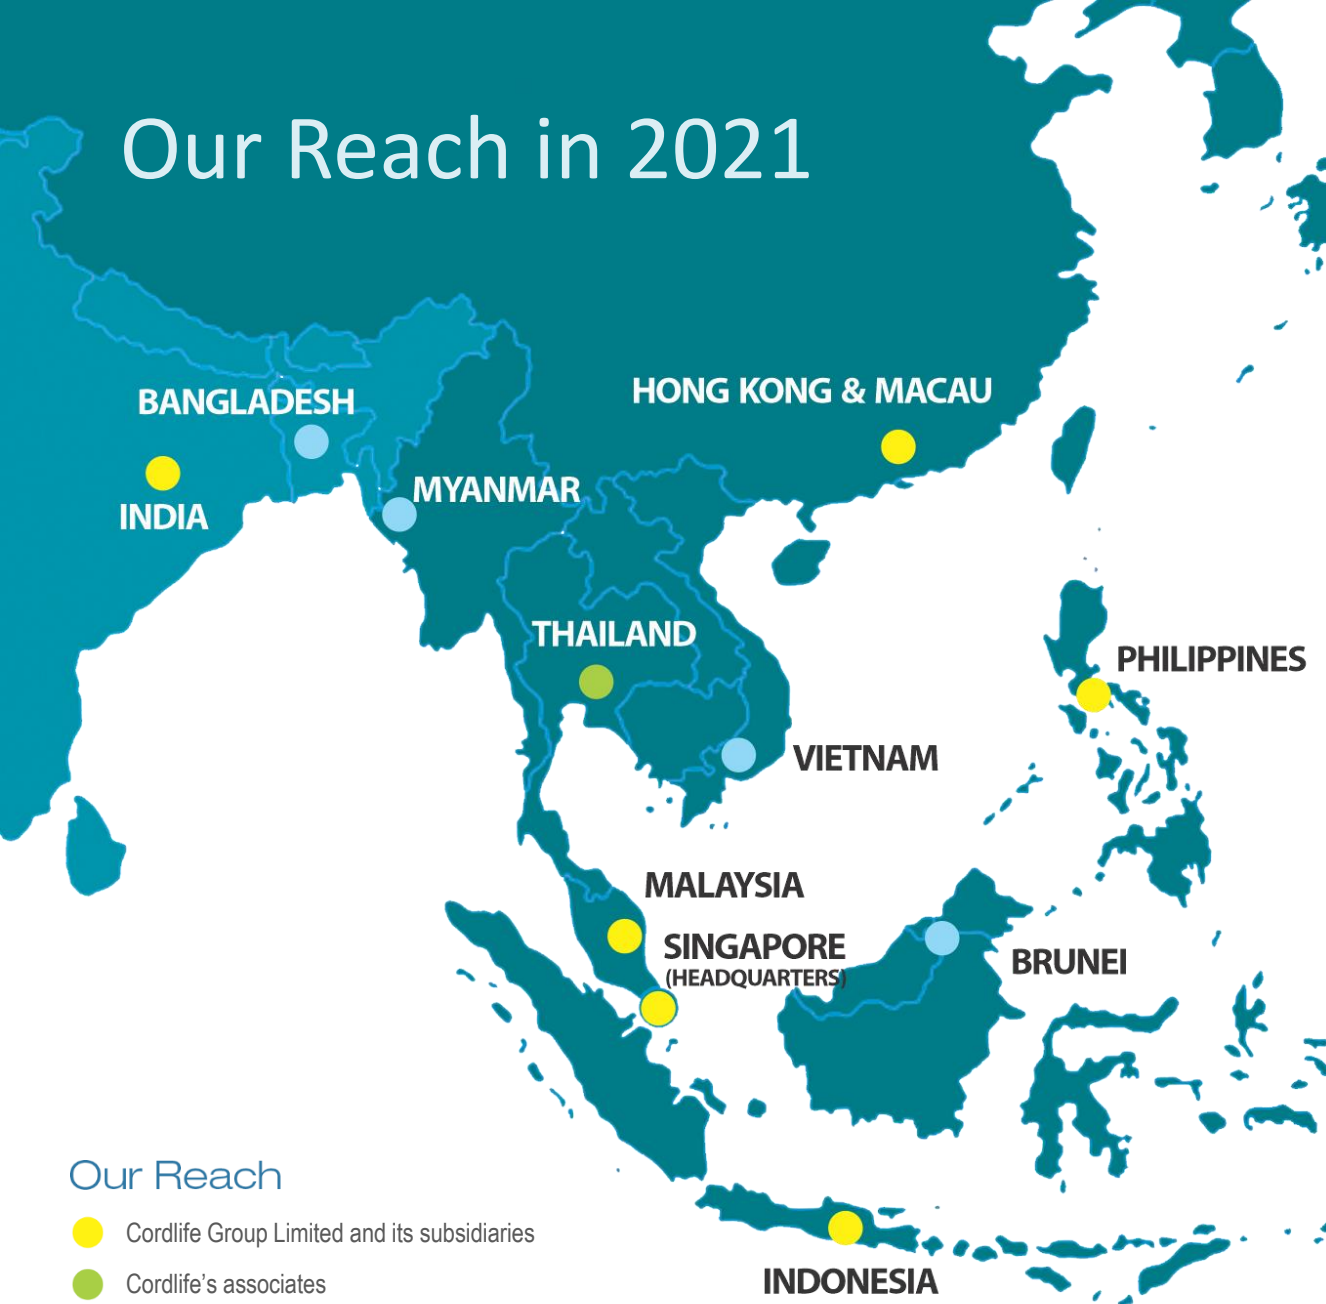 Our Reach in 2021
HONG KONG & MACAU
BANGLADESH
MYANMAR
INDIA
THAILAND
PHILIPPINES
VIETNAM
MALAYSIA
SINGAPORE
(HEADQUARTERS)
BRUNEI
Our Reach
Cordlife Group Limited and its subsidiaries
Cordlife's associates
INDONESIA